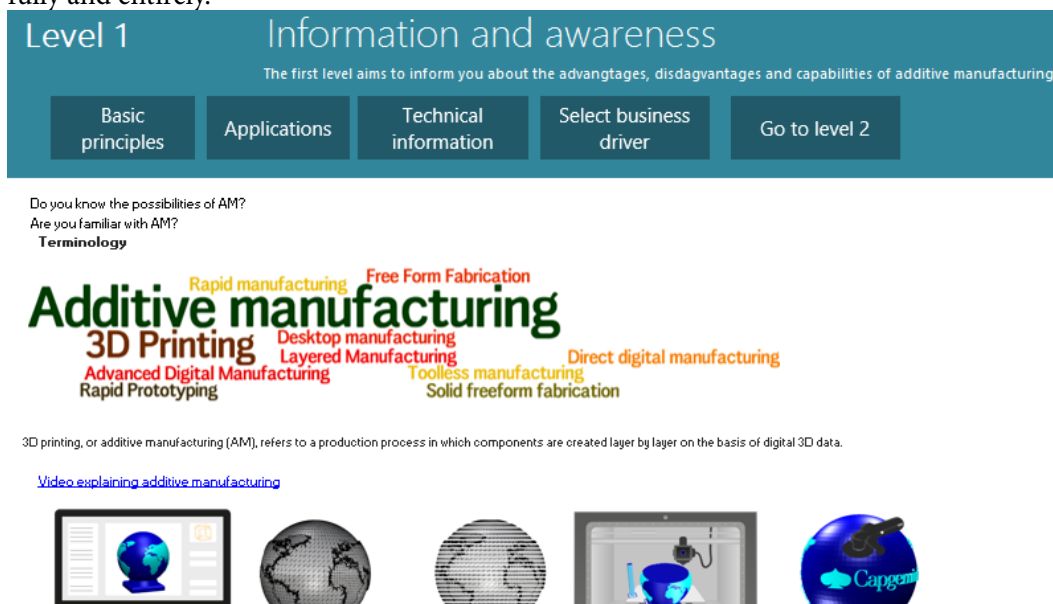 fully and entirely.
Level 1
Information and awareness
The first level aims to inform you about the advangtages, disdagvantages and capabilities of additive manufacturing
Basic principles
Applications
Technical information
Select business driver
Go to level 2
Do you know the possibilities of AM?
Are you familiar with AM?
Terminology
Rapid manufacturing
Free Form Fabrication
Additive manufacturing
3D Printing
Desktop manufacturing
Layered Manufacturing
Direct digital manufacturing
Advanced Digital Manufacturing
Toolless manufacturing
Rapid Prototyping
Solid freeform fabrication
3D printing, or additive manufacturing (AM), refers to a production process in which components are created layer by layer on the basis of digital 3D data.
Video explaining additive manufacturing
Capgemi